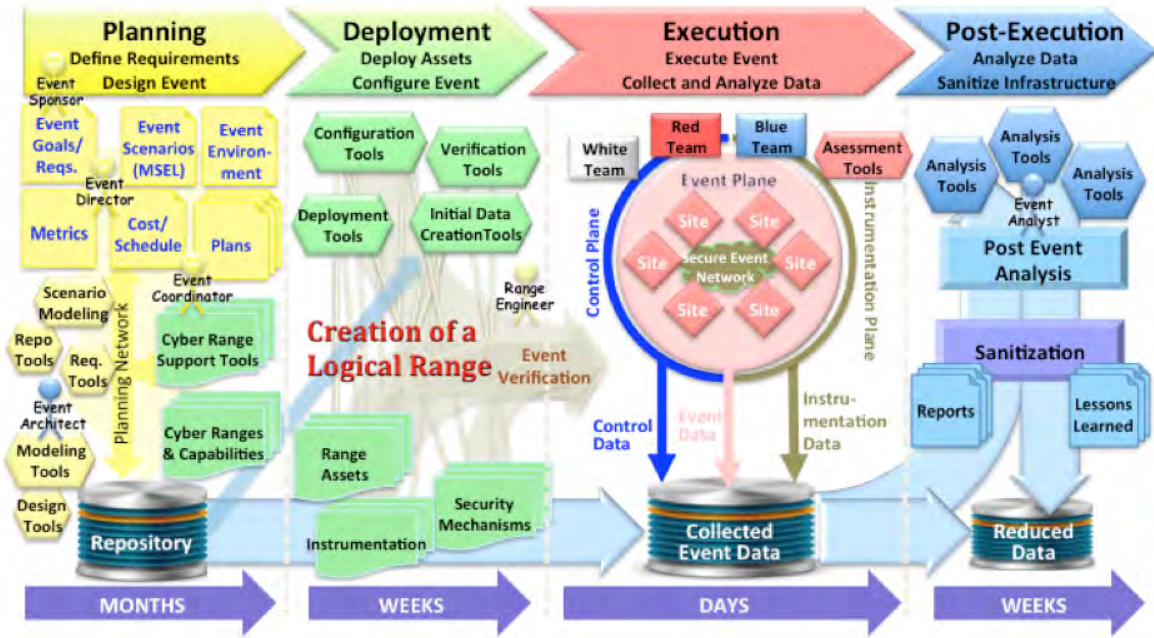 Planning
Define Requirements
Design Event
Deployment
Deploy Assets
Configure Event
Execution
Execute Event
Collect and Analyze Data
Post-Execution
Analyze Data
Sanitize Infrastructure
Event
Sponsor
Event
Goals/
Reqs.
Event
Scenarios
(MSEL)
Event
Environ-
ment
Event
Director
Metrics
Cost/
Schedule
Plans
Event
Coordinator
Scenario
Modeling
Repo
Tools
Req.
Tools
Event
Architect
Modeling
Tools
Design
Tools
Planning Network
Cyber Range
Support Tools
Cyber Ranges
& Capabilities
Repository
MONTHS
Configuration
Tools
Verification
Tools
Deployment
Tools
Initial Data
CreationTools
Range
Engineer
Creation of a
Logical Range
Event
Verification
Range
Assets
Security
Mechanisms
Instrumentation
WEEKS
White
Team
Red
Team
Blue
Team
Asessment
Tools
Control Plane
Event Plane
Instrumentation Plane
Site
Site
Site
Secure Event
Network
Site
Site
Site
Control
Data
Event
Data
Instru-
mentation
Data
Collected
Event Data
DAYS
Analysis
Tools
Analysis
Tools
Analysis
Tools
Event
Analyst
Post Event
Analysis
Sanitization
Reports
Lessons
Learned
Reduced
Data
WEEKS